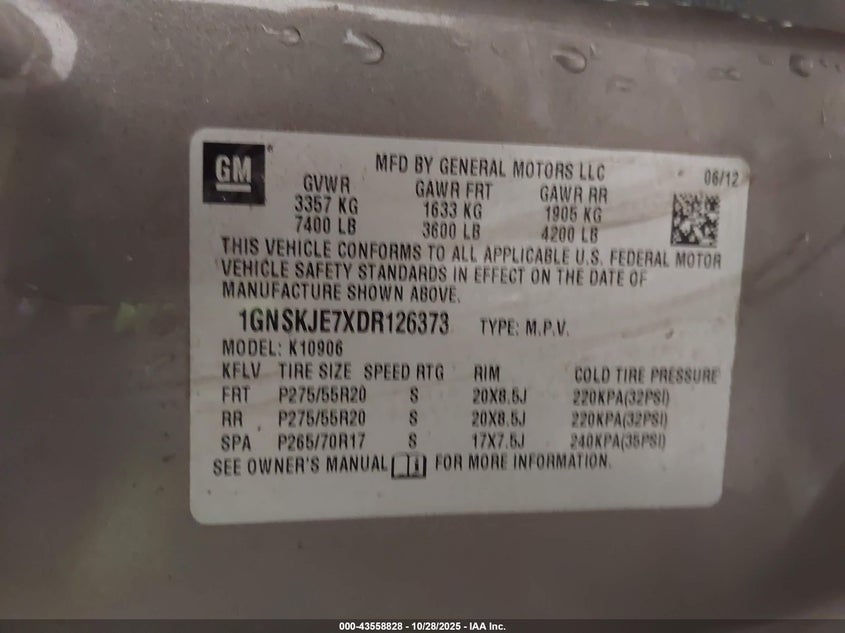 GM
MFD BY GENERAL MOTORS LLC 06/12
GVWR GAWR FRT GAWR RR
3357 KG 1633 KG 1905 KG
7400 LB 3600 LB 4200 LB
THIS VEHICLE CONFORMS TO ALL APPLICABLE U.S. FEDERAL MOTOR
VEHICLE SAFETY STANDARDS IN EFFECT ON THE DATE OF
MANUFACTURE SHOWN ABOVE.
1GNSKJE7XDR126373 TYPE: M.P.V.
MODEL: K10906
KFLV TIRE SIZE SPEED RTG RIM COLD TIRE PRESSURE
FRT P275/55R20 S 20X8.5J 220KPA(32PSI)
RR P275/55R20 S 20X8.5J 220KPA(32PSI)
SPA P265/70R17 S 17X7.5J 240KPA(35PSI)
SEE OWNER'S MANUAL FOR MORE INFORMATION.
000-43558828 - 10/28/2025 - IAA Inc.